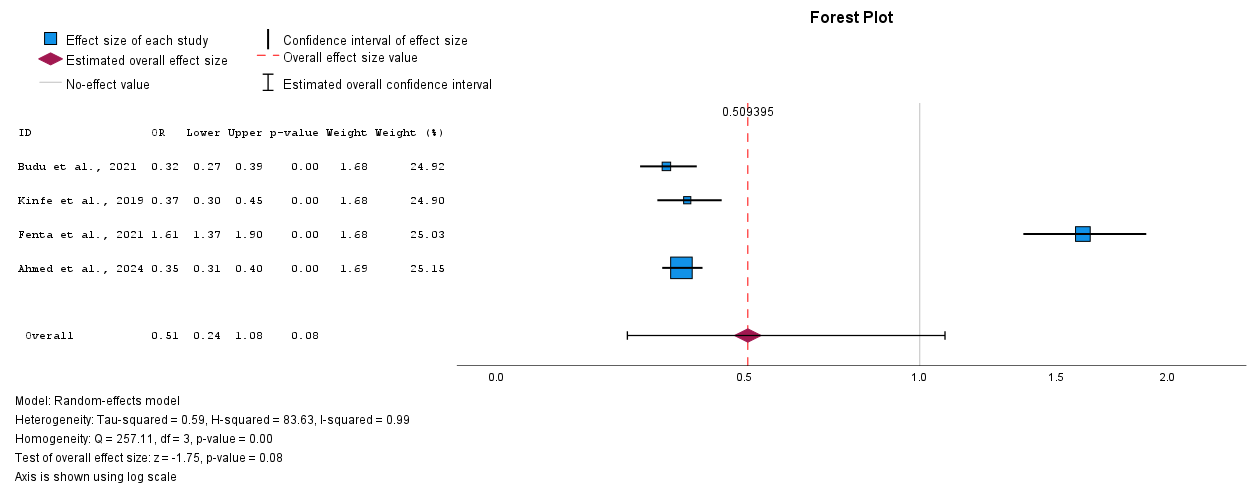 Forest Plot
Effect size of each study
Confidence interval of effect size
Estimated overall effect size
Overall effect size value
No-effect value
Estimated overall confidence interval
0.509395
ID OR Lower Upper p-value Weight Weight (%)
Budu et al., 2021 0.32 0.27 0.39 0.00 1.68 24.92
Kinfe et al., 2019 0.37 0.30 0.45 0.00 1.68 24.90
Fenta et al., 2021 1.61 1.37 1.90 0.00 1.68 25.03
Ahmed et al., 2024 0.35 0.31 0.40 0.00 1.69 25.15
Overall 0.51 0.24 1.08 0.08
0.0 0.5 1.0 1.5 2.0
Model: Random-effects model
Heterogeneity: Tau-squared = 0.59, H-squared = 83.63, I-squared = 0.99
Homogeneity: Q = 257.11, df = 3, p-value = 0.00
Test of overall effect size: z = -1.75, p-value = 0.08
Axis is shown using log scale